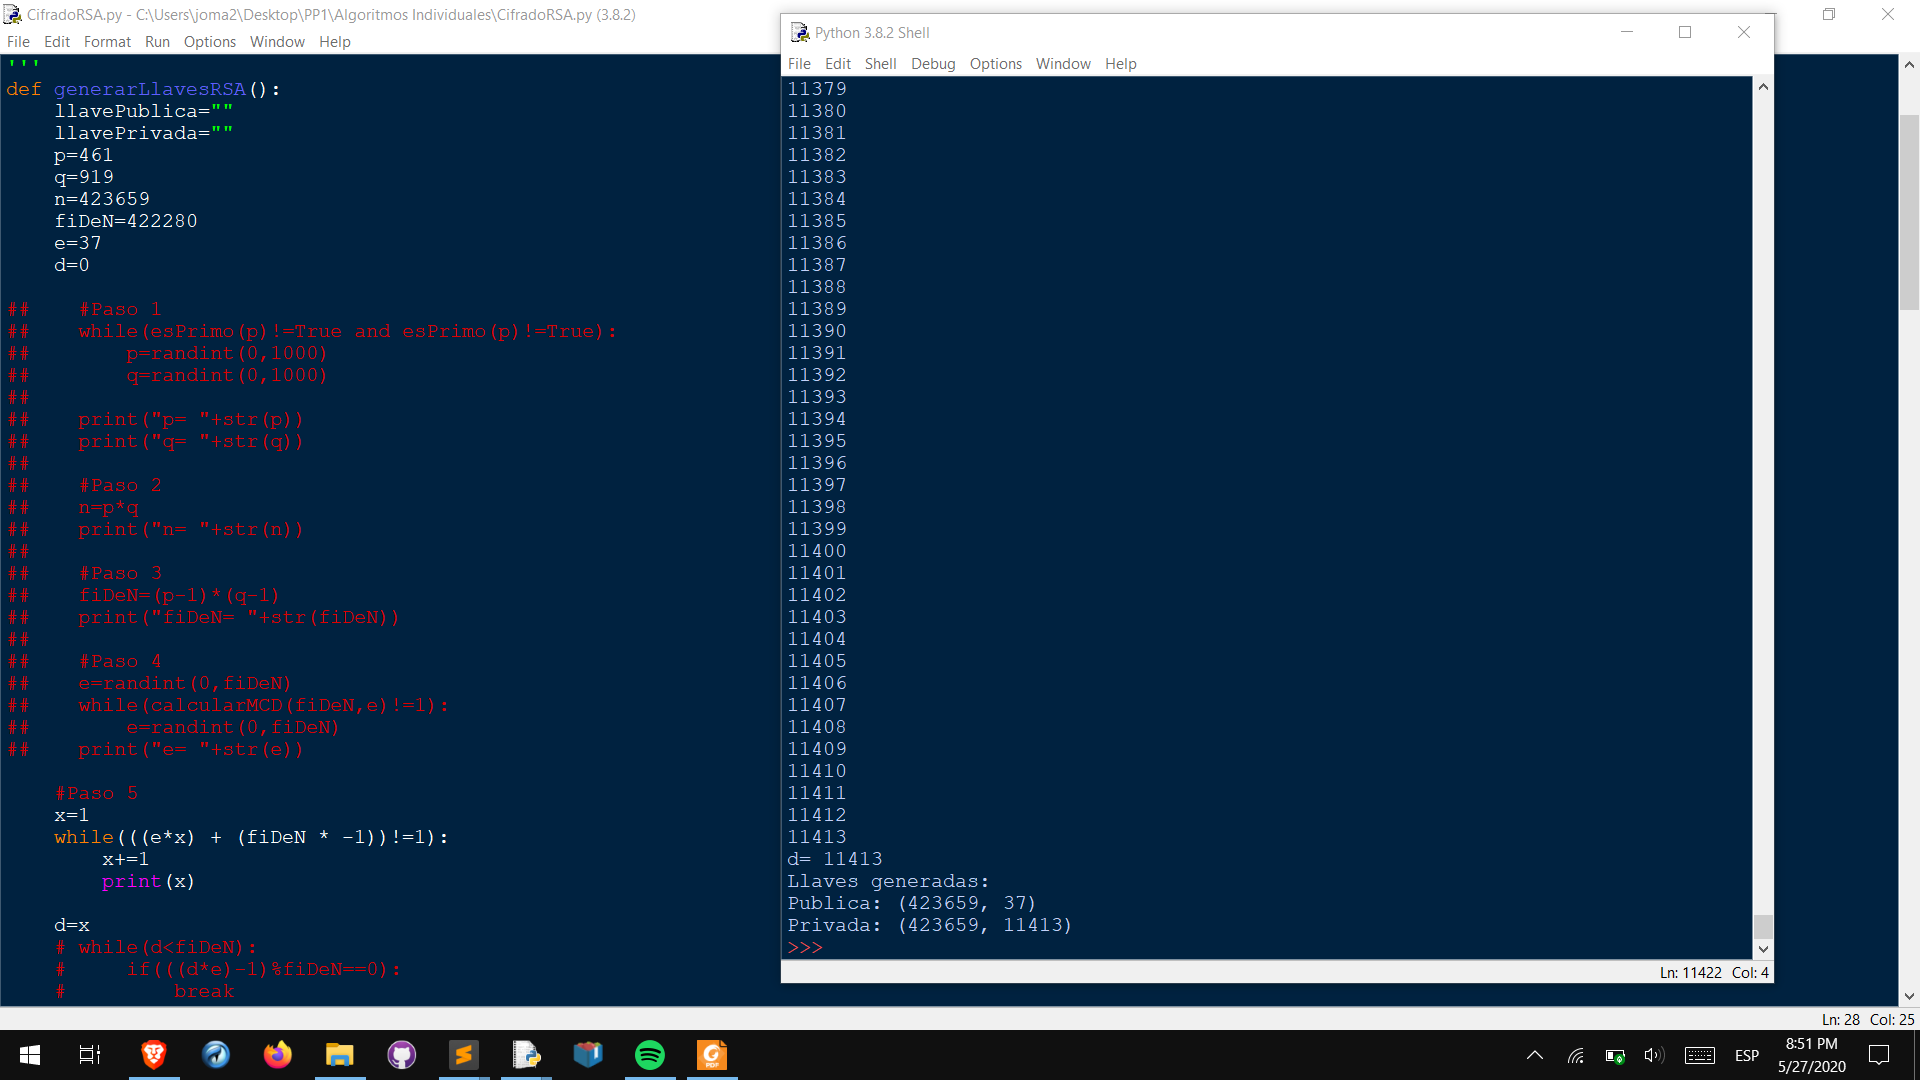 CifradoRSA.py - C:\Users\joma2\Desktop\PP1\Algoritmos Individuales\CifradoRSA.py (3.8.2)
File Edit Format Run Options Window Help
'''
def generarLlavesRSA():
    llavePublica=""
    llavePrivada=""
    p=461
    q=919
    n=423659
    fiDeN=422280
    e=37
    d=0
##    #Paso 1
##    while(esPrimo(p)!=True and esPrimo(p)!=True):
##        p=randint(0,1000)
##        q=randint(0,1000)
##
##    print("p= "+str(p))
##    print("q= "+str(q))
##
##    #Paso 2
##    n=p*q
##    print("n= "+str(n))
##
##    #Paso 3
##    fiDeN=(p-1)*(q-1)
##    print("fiDeN= "+str(fiDeN))
##
##    #Paso 4
##    e=randint(0,fiDeN)
##    while(calcularMCD(fiDeN,e)!=1):
##        e=randint(0,fiDeN)
##    print("e= "+str(e))
    #Paso 5
    x=1
    while(((e*x) + (fiDeN * -1))!=1):
        x+=1
        print(x)
    d=x
    # while(d<fiDeN):
    #     if(((d*e)-1)%fiDeN==0):
    #         break
Ln: 28 Col: 25
Python 3.8.2 Shell
File Edit Shell Debug Options Window Help
11379
11380
11381
11382
11383
11384
11385
11386
11387
11388
11389
11390
11391
11392
11393
11394
11395
11396
11397
11398
11399
11400
11401
11402
11403
11404
11405
11406
11407
11408
11409
11410
11411
11412
11413
d= 11413
Llaves generadas:
Publica: (423659, 37)
Privada: (423659, 11413)
>>>
Ln: 11422 Col: 4
PDF
ESP
8:51 PM
5/27/2020